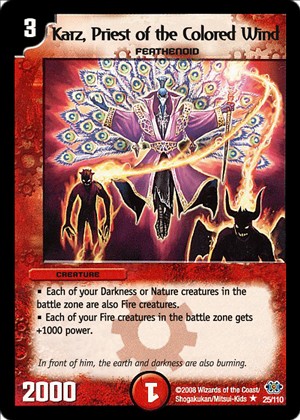 3
Karz, Priest of the Colored Wind
FEATHENOID
CREATURE
■ Each of your Darkness or Nature creatures in the
battle zone are also Fire creatures.
■ Each of your Fire creatures in the battle zone gets
+1000 power.
In front of him, the earth and darkness are also burning.
2000
1
©2008 Wizards of the Coast/
Shogakukan/Mitsui-Kids ★ 25/110